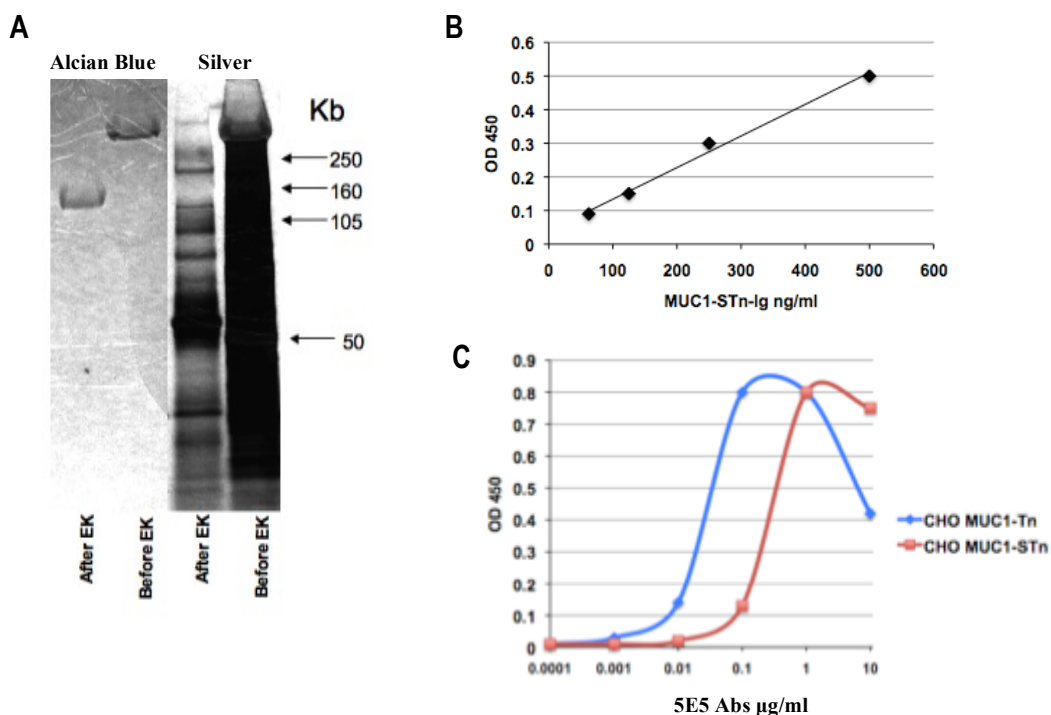 A
Alcian Blue Silver
Kb
250
160
105
50
After EK
Before EK
After EK
Before EK
B
0.6
0.5
0.4
0.3
0.2
0.1
0
OD 450
0 100 200 300 400 500 600
MUC1-STn-Ig ng/ml
C
0.9
0.8
0.7
0.6
0.5
0.4
0.3
0.2
0.1
0
OD 450
0.0001 0.001 0.01 0.1 1 10
5E5 Abs µg/ml
CHO MUC1-Tn
CHO MUC1-STn